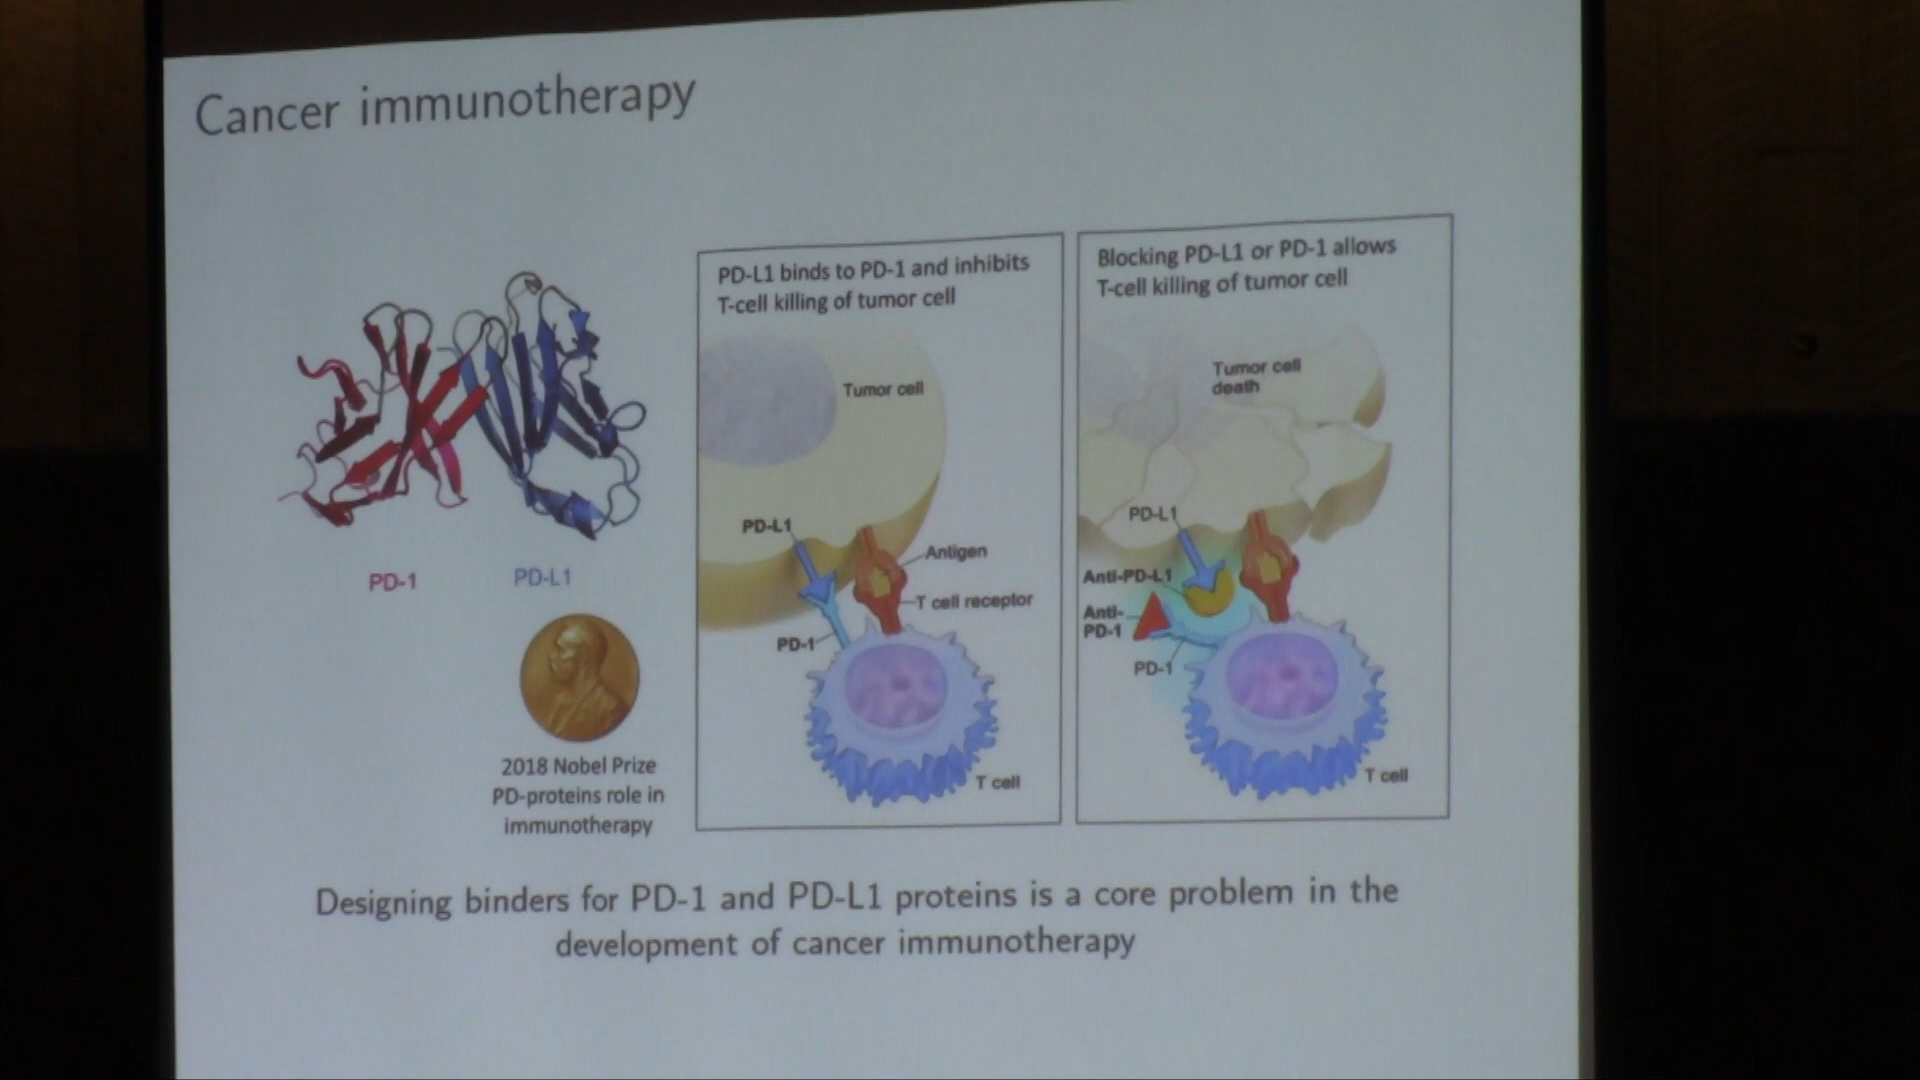 Cancer immunotherapy
PD-L1 binds to PD-1 and inhibits
T-cell killing of tumor cell
Blocking PD-L1 or PD-1 allows
T-cell killing of tumor cell
Tumor cell
PD-L1
Antigen
T cell receptor
PD-1
T cell
Tumor cell
death
PD-L1
Anti-PD-L1
Anti-
PD-1
PD-1
T cell
PD-1
PD-L1
2018 Nobel Prize
PD-proteins role in
immunotherapy
Designing binders for PD-1 and PD-L1 proteins is a core problem in the
development of cancer immunotherapy